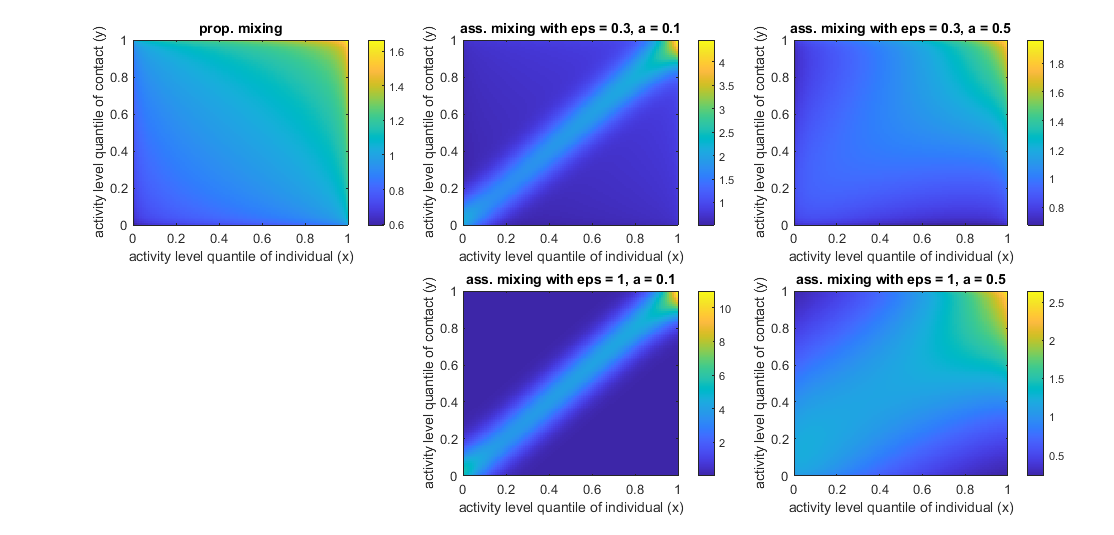 prop. mixing
activity level quantile of contact (y)
1
0.8
0.6
0.4
0.2
0
0 0.2 0.4 0.6 0.8 1
activity level quantile of individual (x)
1.6
1.4
1.2
1
0.8
0.6
ass. mixing with eps = 0.3, a = 0.1
activity level quantile of contact (y)
1
0.8
0.6
0.4
0.2
0
0 0.2 0.4 0.6 0.8 1
activity level quantile of individual (x)
4
3.5
3
2.5
2
1.5
1
ass. mixing with eps = 0.3, a = 0.5
activity level quantile of contact (y)
1
0.8
0.6
0.4
0.2
0
0 0.2 0.4 0.6 0.8 1
activity level quantile of individual (x)
1.8
1.6
1.4
1.2
1
0.8
ass. mixing with eps = 1, a = 0.1
activity level quantile of contact (y)
1
0.8
0.6
0.4
0.2
0
0 0.2 0.4 0.6 0.8 1
activity level quantile of individual (x)
10
8
6
4
2
ass. mixing with eps = 1, a = 0.5
activity level quantile of contact (y)
1
0.8
0.6
0.4
0.2
0
0 0.2 0.4 0.6 0.8 1
activity level quantile of individual (x)
2.5
2
1.5
1
0.5